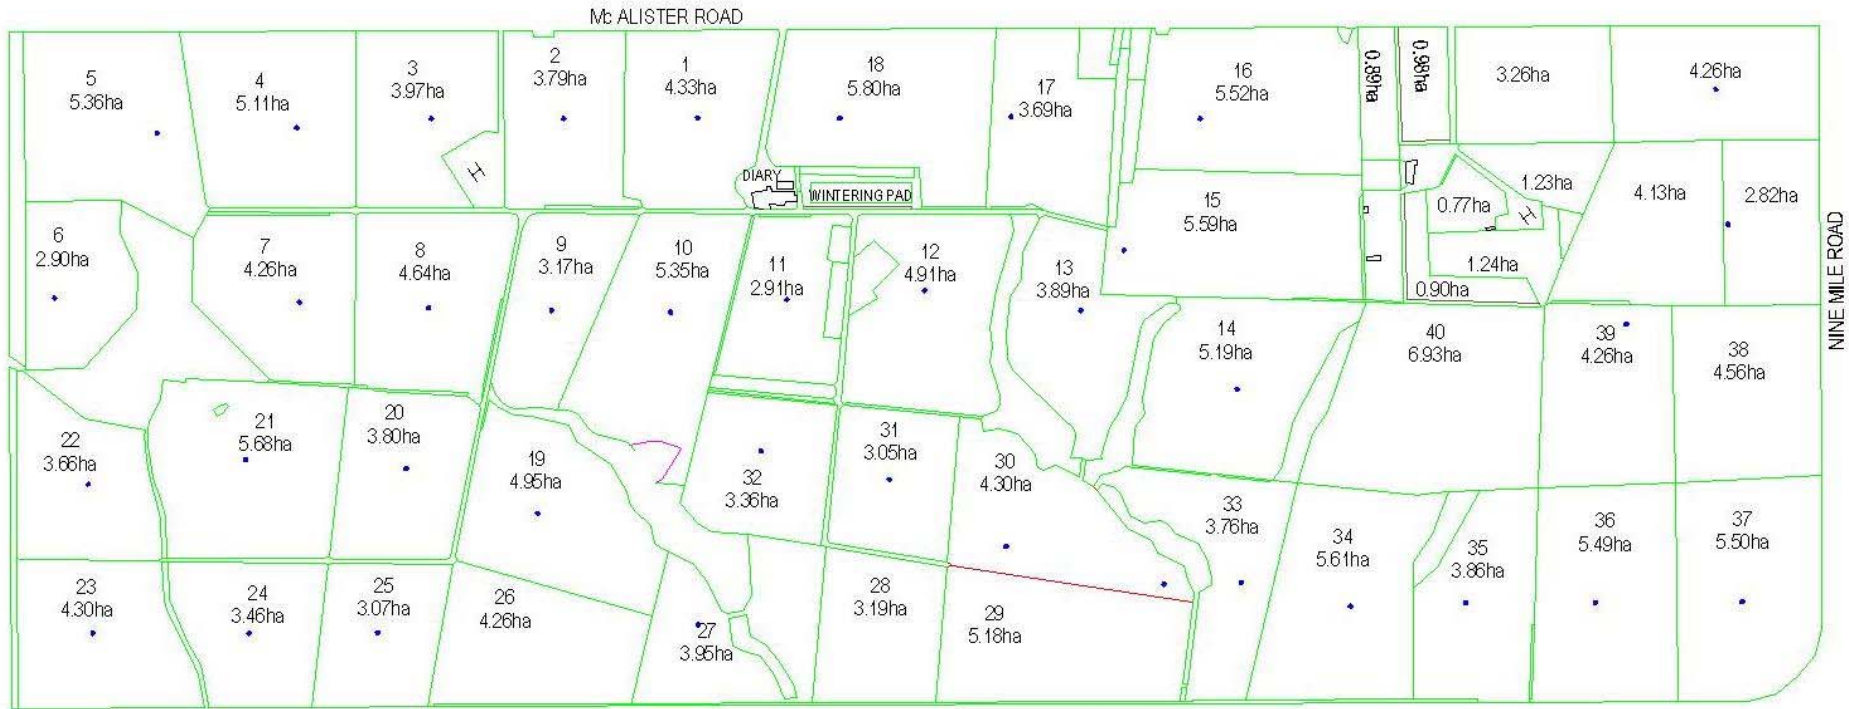 Mc ALISTER ROAD
5
5.36ha
4
5.11ha
3
3.97ha
2
3.79ha
1
4.33ha
18
5.80ha
17
3.69ha
16
5.52ha
0.89ha
0.98ha
3.26ha
4.26ha
H
DIARY
WINTERING PAD
15
5.59ha
0.77ha
1.23ha
H
4.13ha
2.82ha
1.24ha
0.90ha
NINE MILE ROAD
6
2.90ha
7
4.26ha
8
4.64ha
9
3.17ha
10
5.35ha
11
2.91ha
12
4.91ha
13
3.89ha
14
5.19ha
40
6.93ha
39
4.26ha
38
4.56ha
22
3.66ha
21
5.68ha
20
3.80ha
19
4.95ha
32
3.36ha
31
3.05ha
30
4.30ha
33
3.76ha
34
5.61ha
35
3.86ha
36
5.49ha
37
5.50ha
23
4.30ha
24
3.46ha
25
3.07ha
26
4.26ha
27
3.95ha
28
3.19ha
29
5.18ha